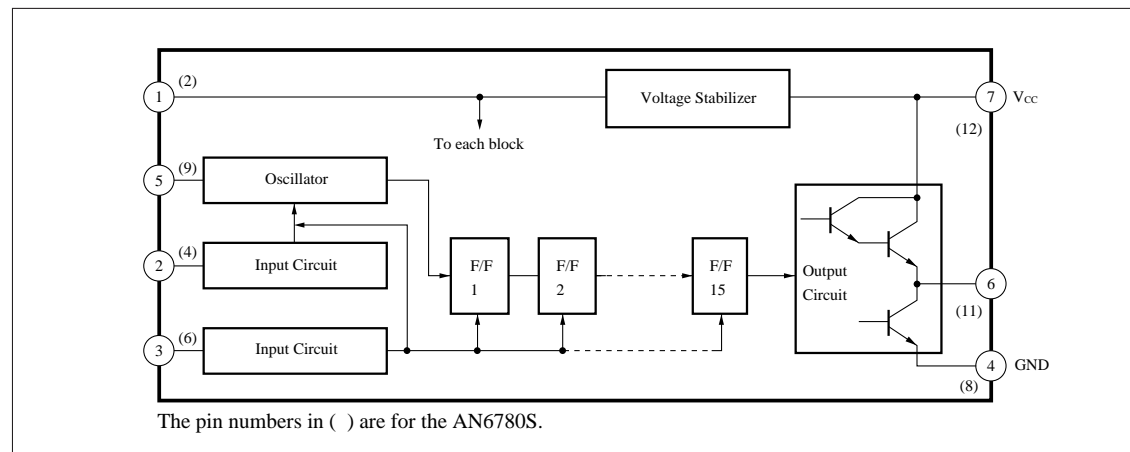 1
(2)
Voltage Stabilizer
7
VCC
(12)
To each block
5
(9)
Oscillator
2
(4)
Input Circuit
F/F
1
F/F
2
F/F
15
Output
Circuit
6
(11)
3
(6)
Input Circuit
4
GND
(8)
The pin numbers in ( ) are for the AN6780S.